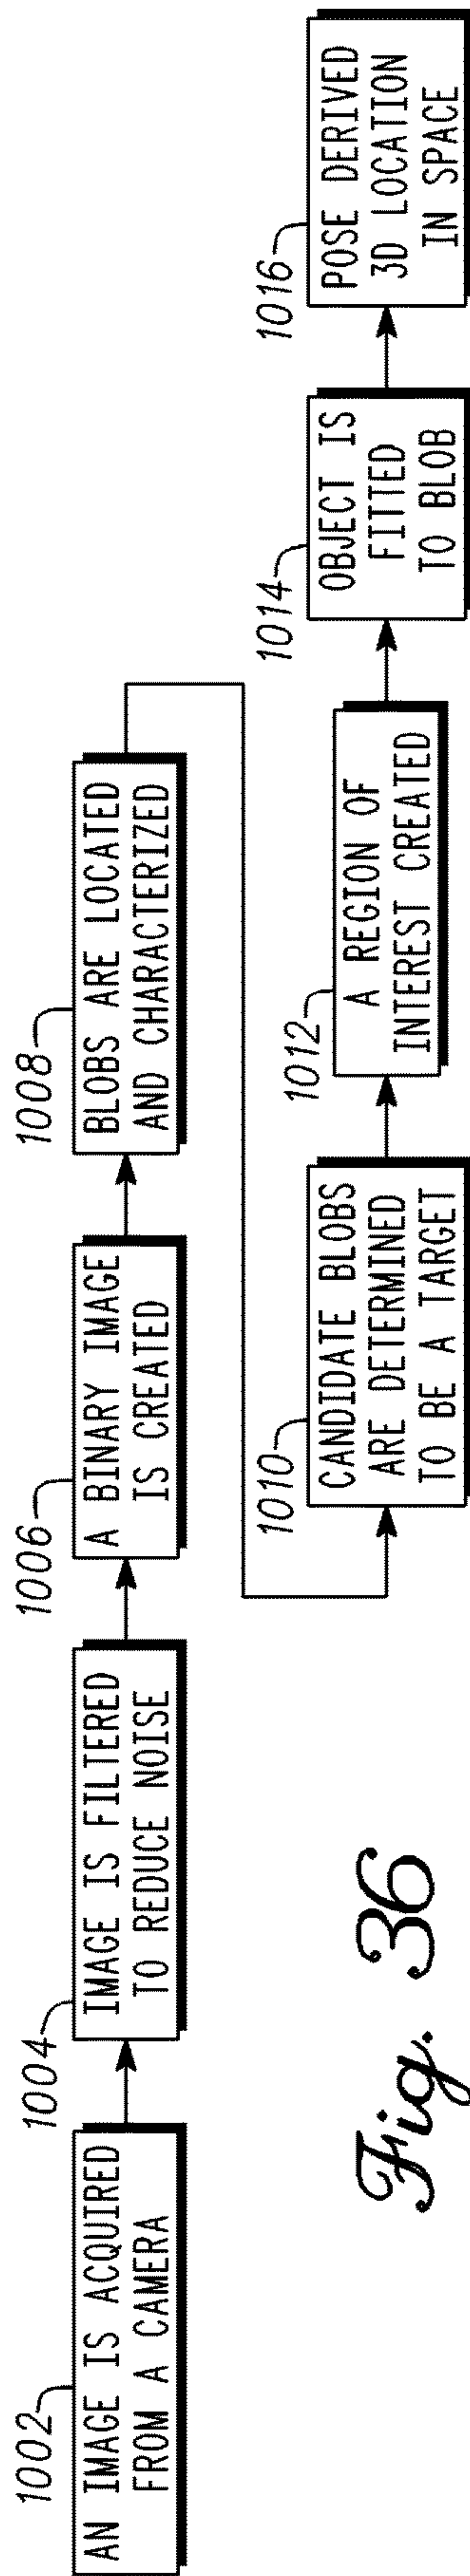 1002
AN IMAGE IS ACQUIRED
FROM A CAMERA
1004
IMAGE IS FILTERED
TO REDUCE NOISE
1006
A BINARY IMAGE
IS CREATED
1008
BLOBS ARE LOCATED
AND CHARACTERIZED
1010
CANDIDATE BLOBS
ARE DETERMINED
TO BE A TARGET
1012
A REGION OF
INTEREST CREATED
1014
OBJECT IS
FITTED
TO BLOB
1016
POSE DERIVED
3D LOCATION
IN SPACE
Fig. 36